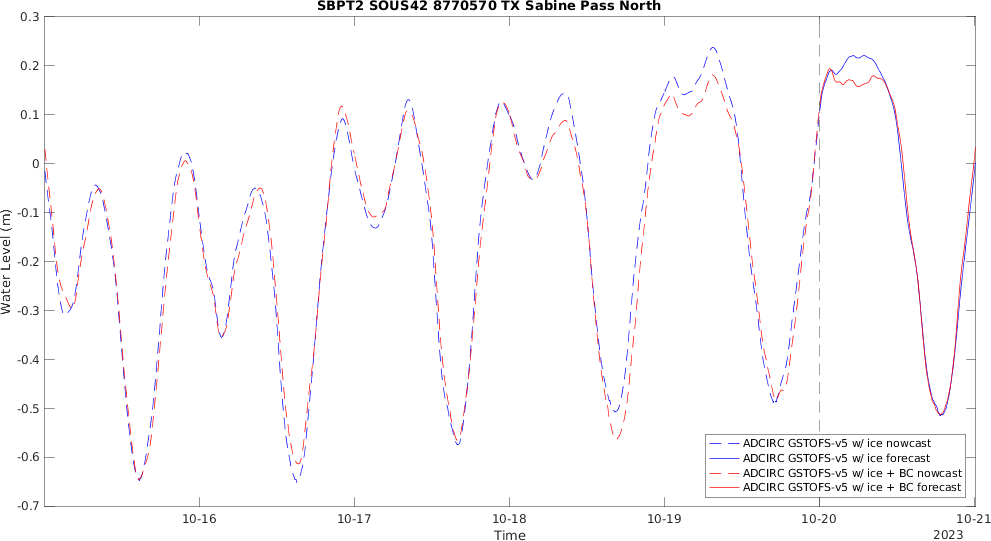 SBPT2 SOUS42 8770570 TX Sabine Pass North
0.3
0.2
0.1
0
-0.1
-0.2
-0.3
-0.4
-0.5
-0.6
-0.7
Water Level (m)
10-16
10-17
10-18
10-19
10-20
10-21
Time
2023
ADCIRC GSTOFS-v5 w/ ice nowcast
ADCIRC GSTOFS-v5 w/ ice forecast
ADCIRC GSTOFS-v5 w/ ice + BC nowcast
ADCIRC GSTOFS-v5 w/ ice + BC forecast